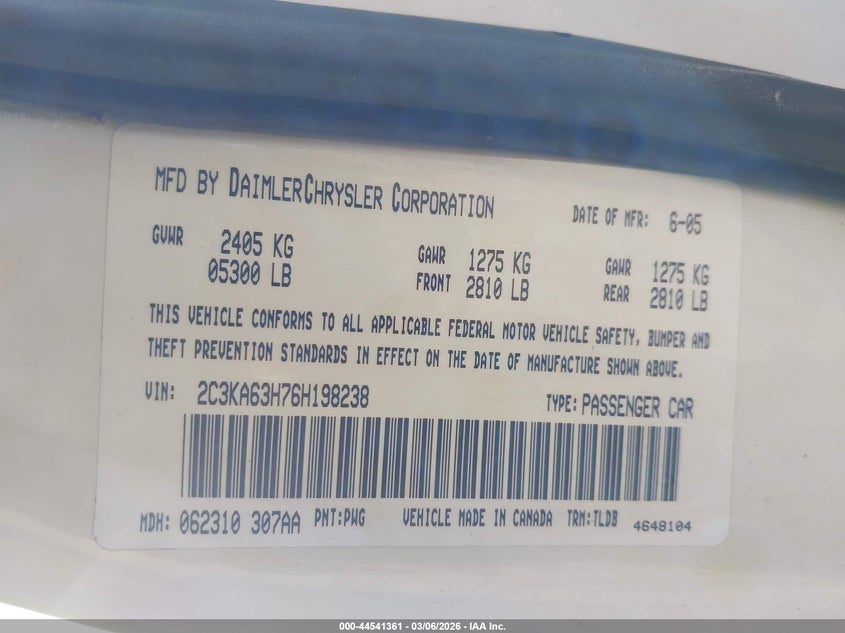 MFD BY DAIMLERCHRYSLER CORPORATION DATE OF MFR: 6-05
GVWR 2405 KG GAWR 1275 KG GAWR 1275 KG
05300 LB FRONT 2810 LB REAR 2810 LB
THIS VEHICLE CONFORMS TO ALL APPLICABLE FEDERAL MOTOR VEHICLE SAFETY, BUMPER AND
THEFT PREVENTION STANDARDS IN EFFECT ON THE DATE OF MANUFACTURE SHOWN ABOVE.
VIN: 2C3KA63H76H198238 TYPE: PASSENGER CAR
MDH: 062310 307AA PNT:PWG VEHICLE MADE IN CANADA TRM:TLDB 4648104
000-44541361 - 03/06/2026 - IAA Inc.